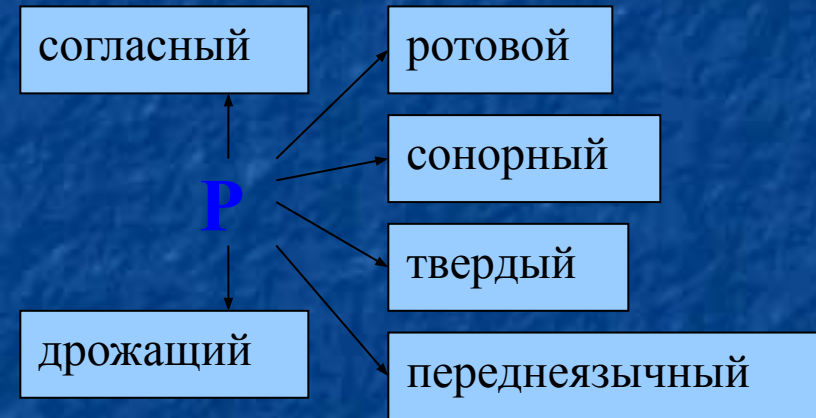 согласный
ротовой
сонорный
Р
твердый
дрожащий
переднеязычный